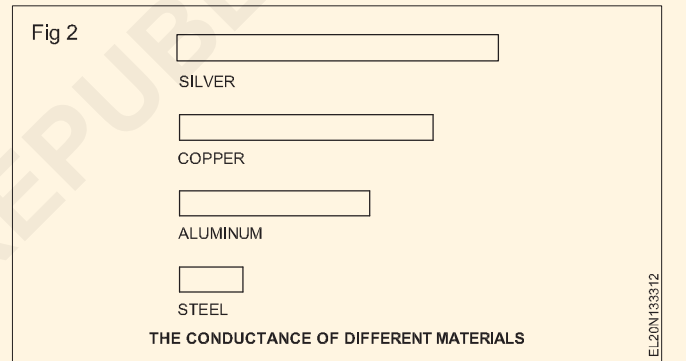 Fig 2
SILVER
COPPER
ALUMINUM
STEEL
THE CONDUCTANCE OF DIFFERENT MATERIALS
EL20N133312